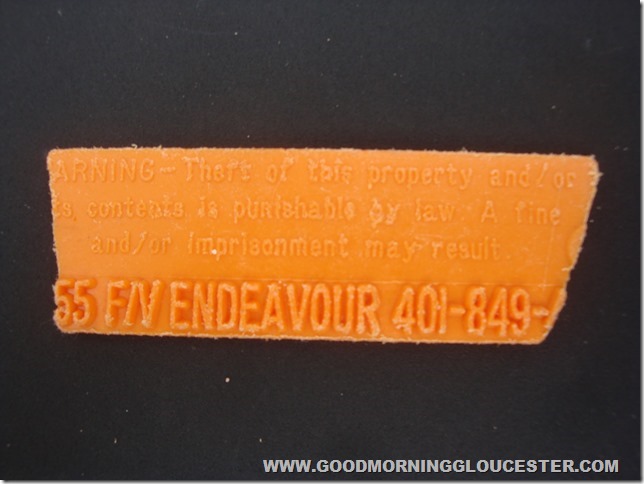 ARNING - Theft of this property and/or
ts contents is punishable by law. A fine
and/or imprisonment may result.
55 F/V ENDEAVOUR 401-849-
WWW.GOODMORNINGGLOUCESTER.COM